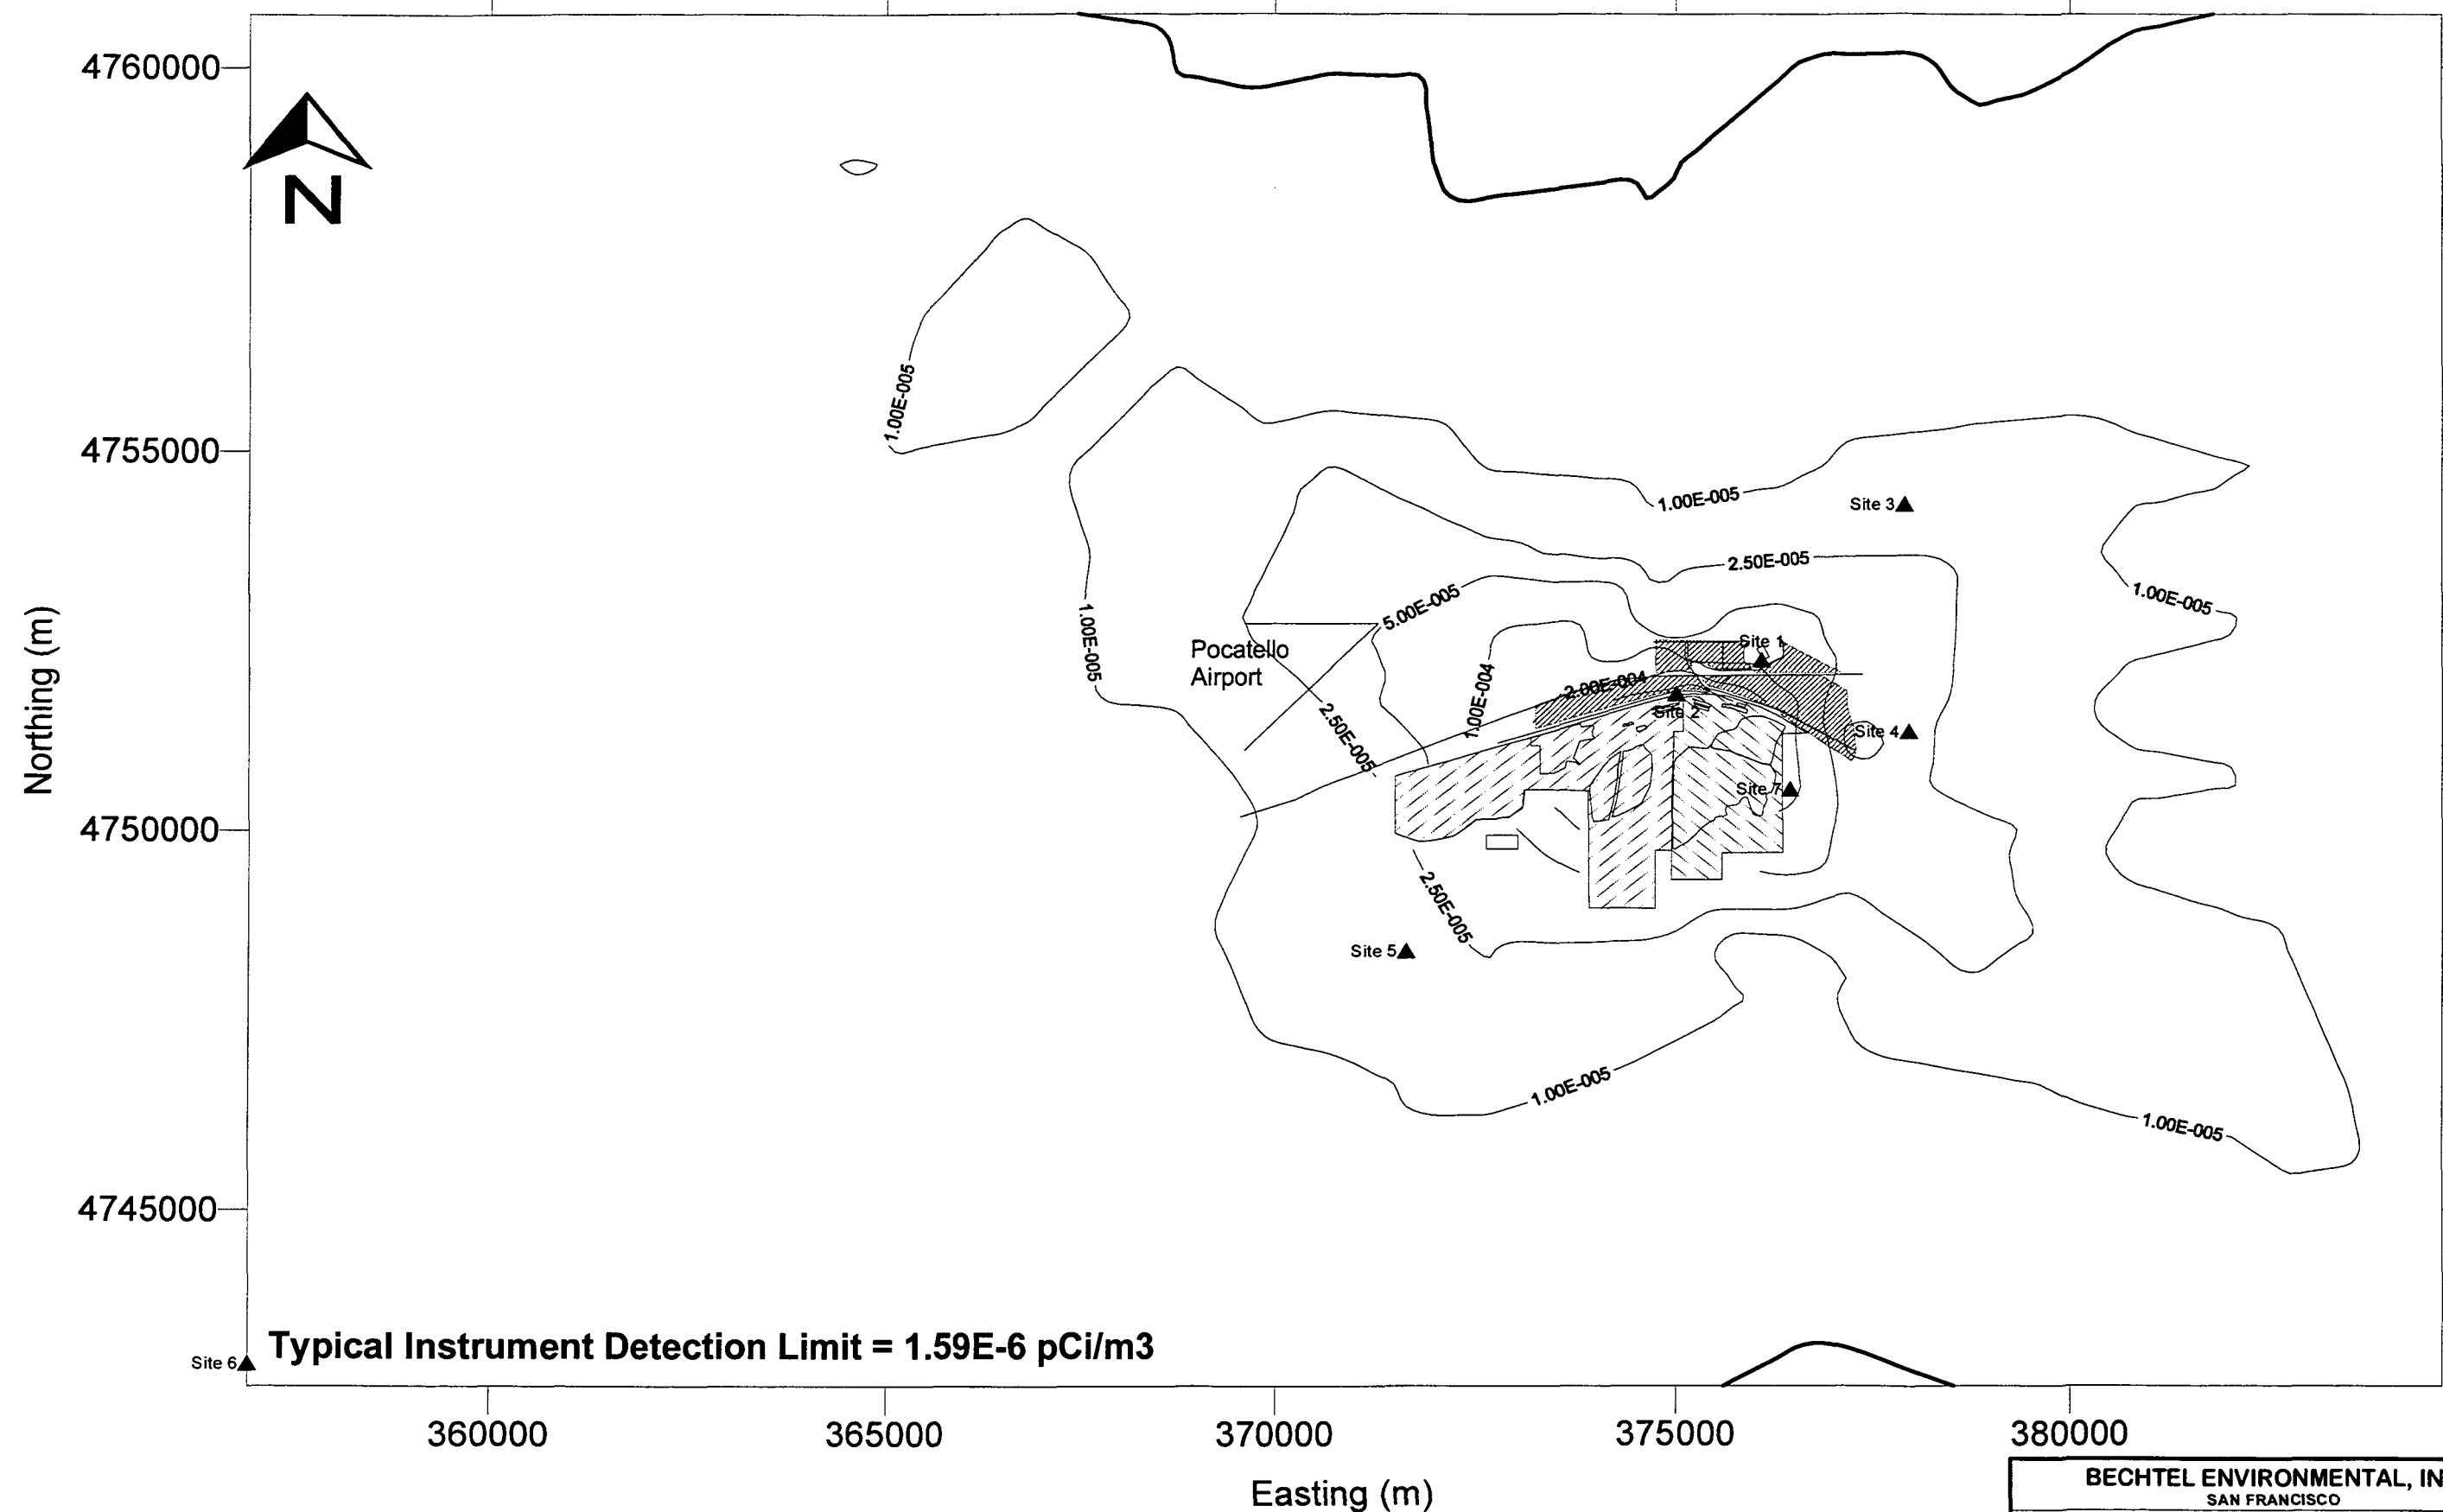 4760000
N
4755000
4750000
4745000
Northing (m)
1.00E-005
1.00E-005
Site 3
2.50E-005
1.00E-005
5.00E-005
1.00E-005
Pocatello
Airport
Site 1
2.00E-004
1.00E-004
Site 2
Site 4
2.50E-005
Site 7
2.50E-005
Site 5
1.00E-005
1.00E-005
Site 6
Typical Instrument Detection Limit = 1.59E-6 pCi/m3
360000
365000
370000
375000
380000
Easting (m)
BECHTEL ENVIRONMENTAL, IN
SAN FRANCISCO